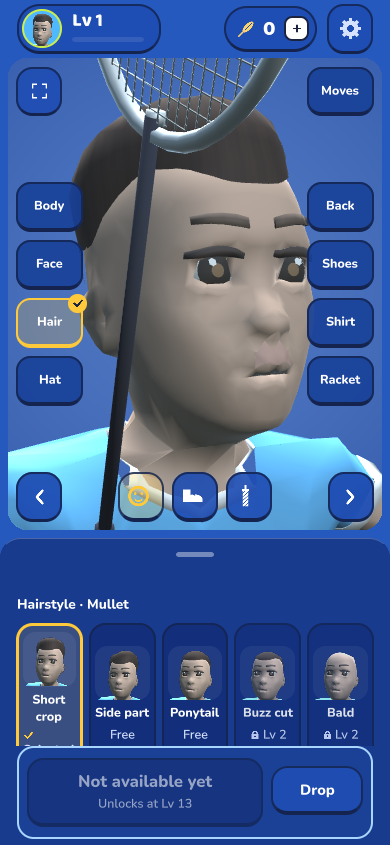 Lv 1
0
+
Moves
Body
Back
Face
Shoes
Hair
Shirt
Hat
Racket
Hairstyle · Mullet
Short crop
Side part
Free
Ponytail
Free
Buzz cut
Lv 2
Bald
Lv 2
Not available yet
Unlocks at Lv 13
Drop